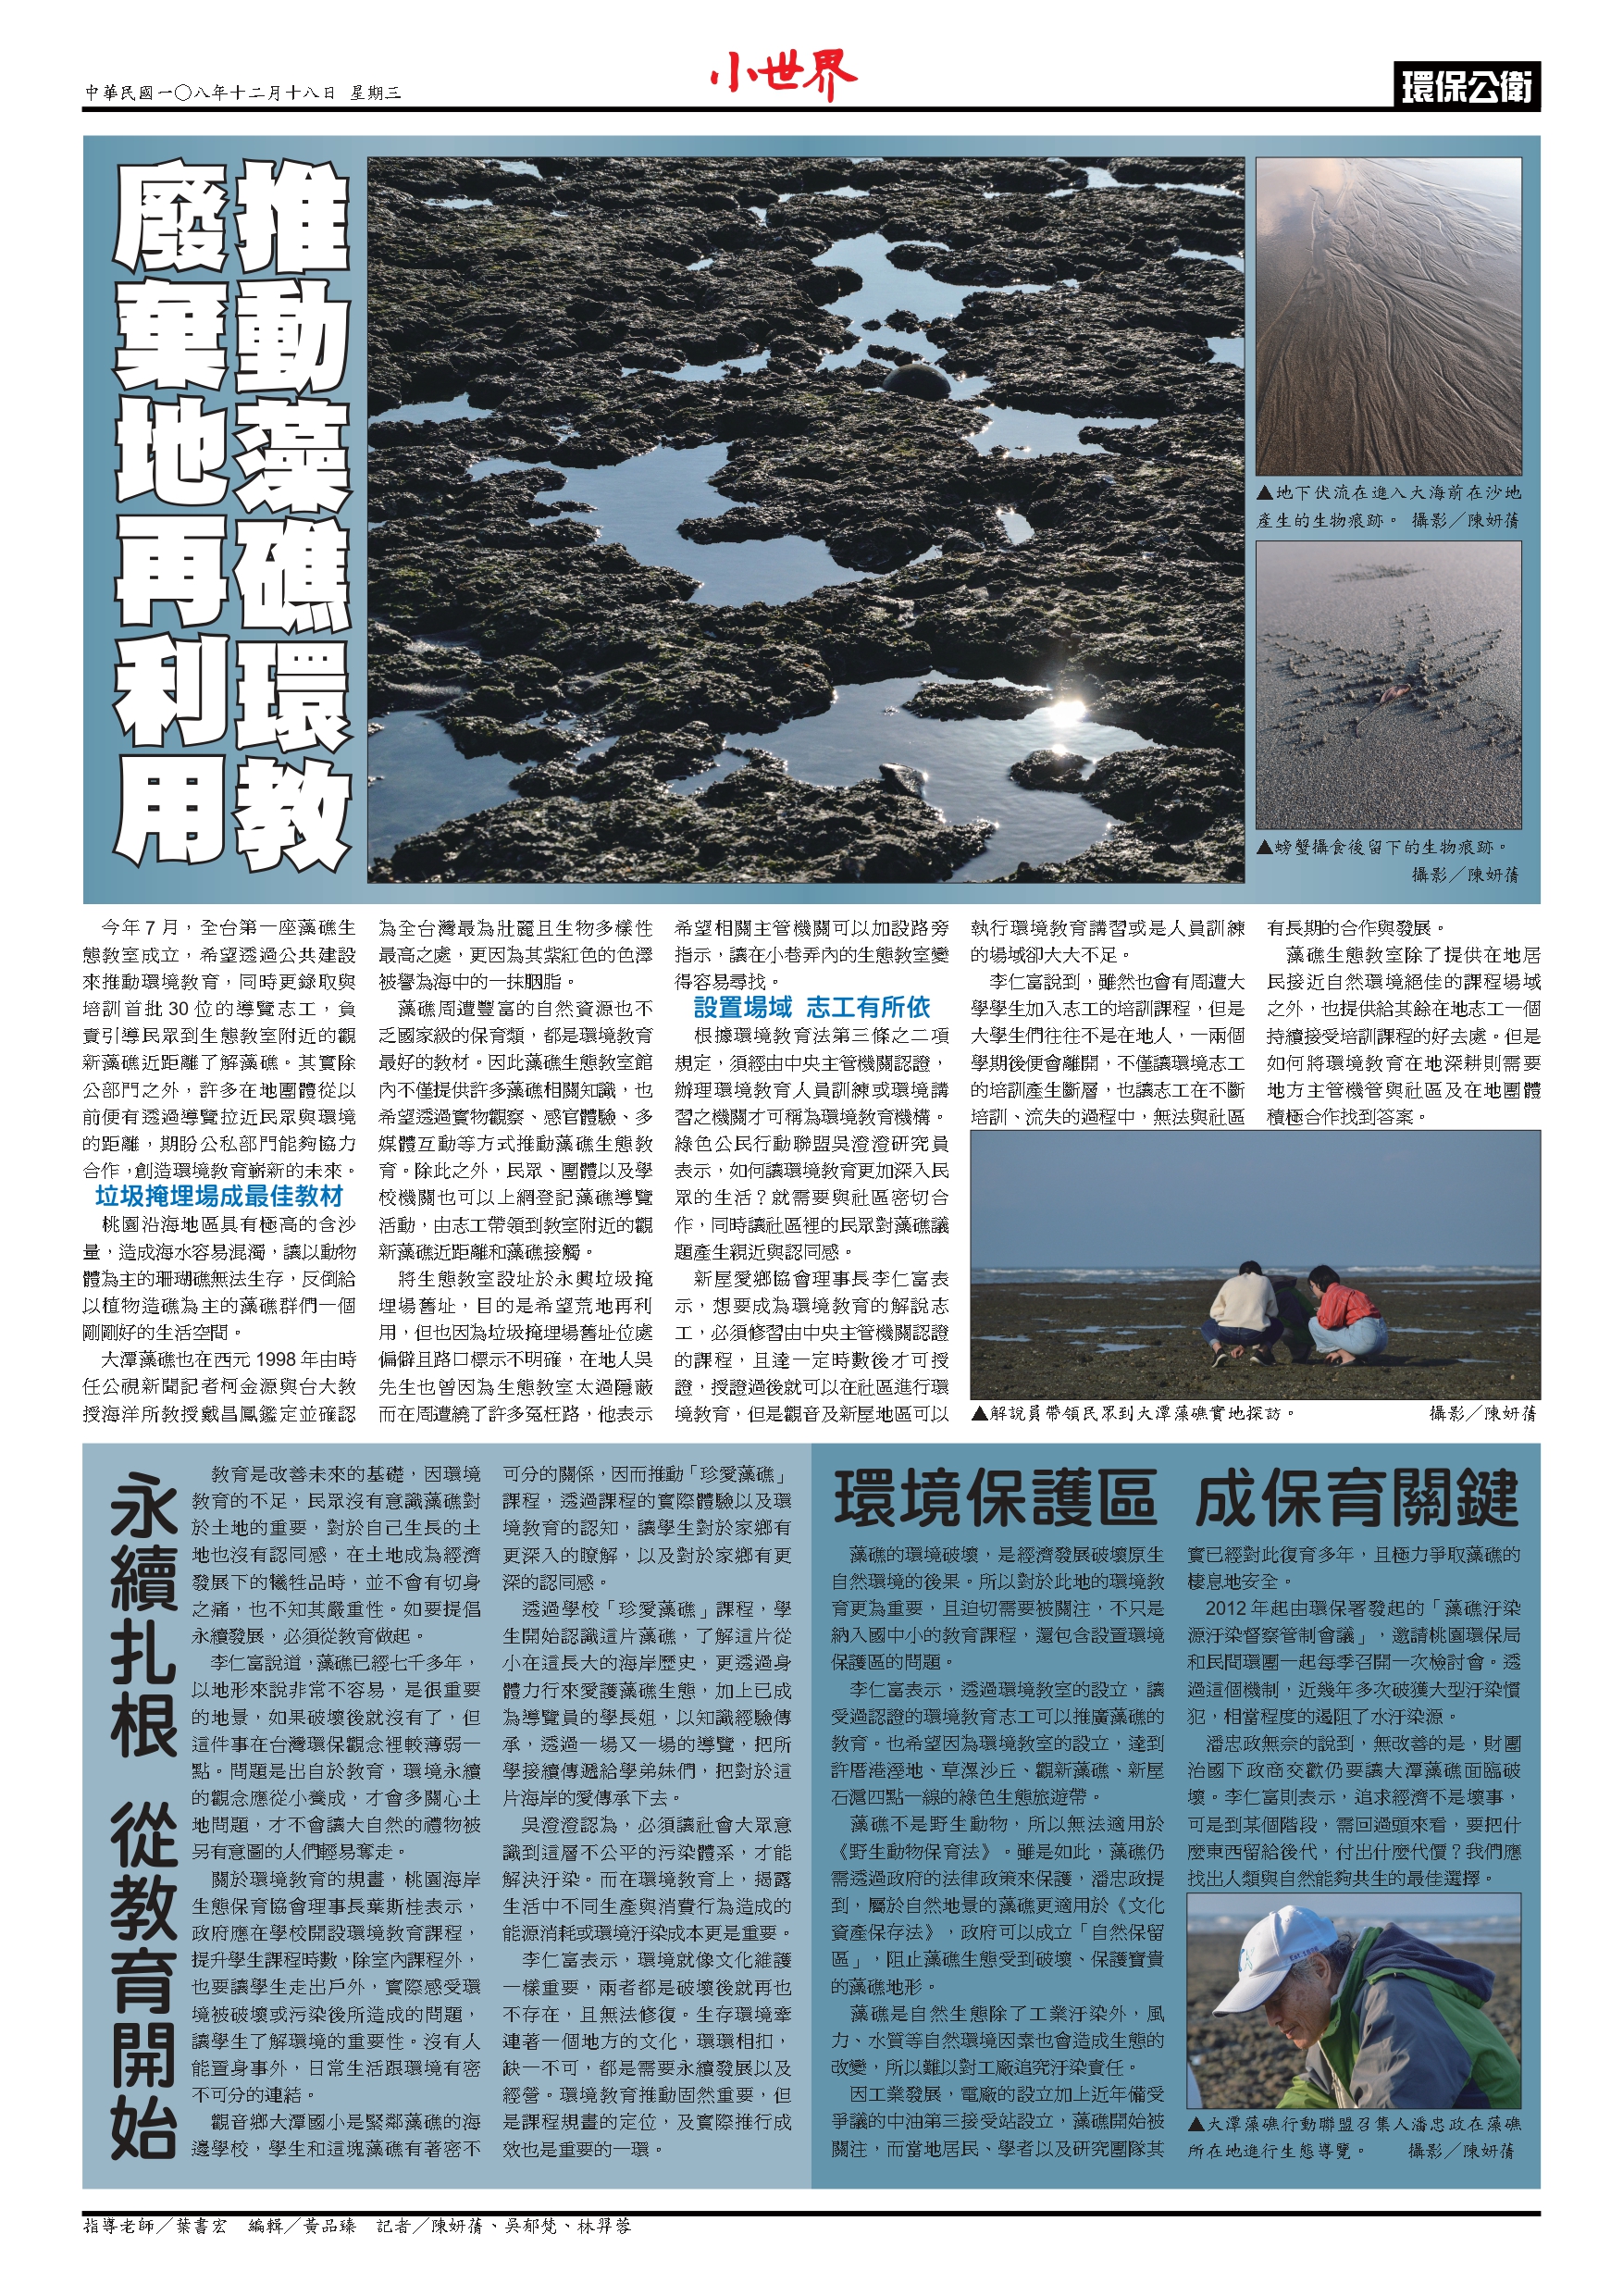 中華民國一〇八年十二月十八日 星期三
小世界
環保公衛
推動藻礁環教
廢棄地再利用
▲地下伏流在進入大海前在沙地
產生的生物痕跡。 攝影／陳妍蒨
▲螃蟹攝食後留下的生物痕跡。
攝影／陳妍蒨
今年 7 月，全台第一座藻礁生
態教室成立，希望透過公共建設
來推動環境教育，同時更錄取與
培訓首批 30 位的導覽志工，負
責引導民眾到生態教室附近的觀
新藻礁近距離了解藻礁。其實除
公部門之外，許多在地團體從以
前便有透過導覽拉近民眾與環境
的距離，期盼公私部門能夠協力
合作，創造環境教育嶄新的未來。
垃圾掩埋場成最佳教材
桃園沿海地區具有極高的含沙
量，造成海水容易混濁，讓以動物
體為主的珊瑚礁無法生存，反倒給
以植物造礁為主的藻礁群們一個
剛剛好的生活空間。
大潭藻礁也在西元 1998 年由時
任公視新聞記者柯金源與台大教
授海洋所教授戴昌鳳鑑定並確認
為全台灣最為壯麗且生物多樣性
最高之處，更因為其紫紅色的色澤
被譽為海中的一抹胭脂。
藻礁周遭豐富的自然資源也不
乏國家級的保育類，都是環境教育
最好的教材。因此藻礁生態教室館
內不僅提供許多藻礁相關知識，也
希望透過實物觀察、感官體驗、多
媒體互動等方式推動藻礁生態教
育。除此之外，民眾、團體以及學
校機關也可以上網登記藻礁導覽
活動，由志工帶領到教室附近的觀
新藻礁近距離和藻礁接觸。
將生態教室設址於永興垃圾掩
埋場舊址，目的是希望荒地再利
用，但也因為垃圾掩埋場舊址位處
偏僻且路口標示不明確，在地人吳
先生也曾因為生態教室太過隱蔽
而在周遭繞了許多冤枉路，他表示
希望相關主管機關可以加設路旁
指示，讓在小巷弄內的生態教室變
得容易尋找。
設置場域 志工有所依
根據環境教育法第三條之二項
規定，須經由中央主管機關認證，
辦理環境教育人員訓練或環境講
習之機關才可稱為環境教育機構。
綠色公民行動聯盟吳澄澄研究員
表示，如何讓環境教育更加深入民
眾的生活？就需要與社區密切合
作，同時讓社區裡的民眾對藻礁議
題產生親近與認同感。
新屋愛鄉協會理事長李仁富表
示，想要成為環境教育的解說志
工，必須修習由中央主管機關認證
的課程，且達一定時數後才可授
證，授證過後就可以在社區進行環
境教育，但是觀音及新屋地區可以
執行環境教育講習或是人員訓練
的場域卻大大不足。
李仁富說到，雖然也會有周遭大
學學生加入志工的培訓課程，但是
大學生們往往不是在地人，一兩個
學期後便會離開，不僅讓環境志工
的培訓產生斷層，也讓志工在不斷
培訓、流失的過程中，無法與社區
有長期的合作與發展。
藻礁生態教室除了提供在地居
民接近自然環境絕佳的課程場域
之外，也提供給其餘在地志工一個
持續接受培訓課程的好去處。但是
如何將環境教育在地深耕則需要
地方主管機管與社區及在地團體
積極合作找到答案。
▲解說員帶領民眾到大潭藻礁實地探訪。 攝影／陳妍蒨
永續扎根 從教育開始
教育是改善未來的基礎，因環境
教育的不足，民眾沒有意識藻礁對
於土地的重要，對於自己生長的土
地也沒有認同感，在土地成為經濟
發展下的犧牲品時，並不會有切身
之痛，也不知其嚴重性。如要提倡
永續發展，必須從教育做起。
李仁富說道，藻礁已經七千多年，
以地形來說非常不容易，是很重要
的地景，如果破壞後就沒有了，但
這件事在台灣環保觀念裡較薄弱一
點。問題是出自於教育，環境永續
的觀念應從小養成，才會多關心土
地問題，才不會讓大自然的禮物被
另有意圖的人們輕易奪走。
關於環境教育的規畫，桃園海岸
生態保育協會理事長葉斯桂表示，
政府應在學校開設環境教育課程，
提升學生課程時數，除室內課程外，
也要讓學生走出戶外，實際感受環
境被破壞或污染後所造成的問題，
讓學生了解環境的重要性。沒有人
能置身事外，日常生活跟環境有密
不可分的連結。
觀音鄉大潭國小是緊鄰藻礁的海
邊學校，學生和這塊藻礁有著密不
可分的關係，因而推動「珍愛藻礁」
課程，透過課程的實際體驗以及環
境教育的認知，讓學生對於家鄉有
更深入的瞭解，以及對於家鄉有更
深的認同感。
透過學校「珍愛藻礁」課程，學
生開始認識這片藻礁，了解這片從
小在這長大的海岸歷史，更透過身
體力行來愛護藻礁生態，加上已成
為導覽員的學長姐，以知識經驗傳
承，透過一場又一場的導覽，把所
學接續傳遞給學弟妹們，把對於這
片海岸的愛傳承下去。
吳澄澄認為，必須讓社會大眾意
識到這層不公平的污染體系，才能
解決汙染。而在環境教育上，揭露
生活中不同生產與消費行為造成的
能源消耗或環境汙染成本更是重要。
李仁富表示，環境就像文化維護
一樣重要，兩者都是破壞後就再也
不存在，且無法修復。生存環境牽
連著一個地方的文化，環環相扣，
缺一不可，都是需要永續發展以及
經營。環境教育推動固然重要，但
是課程規畫的定位，及實際推行成
效也是重要的一環。
環境保護區 成保育關鍵
藻礁的環境破壞，是經濟發展破壞原生
自然環境的後果。所以對於此地的環境教
育更為重要，且迫切需要被關注，不只是
納入國中小的教育課程，還包含設置環境
保護區的問題。
李仁富表示，透過環境教室的設立，讓
受過認證的環境教育志工可以推廣藻礁的
教育。也希望因為環境教室的設立，達到
許厝港溼地、草漯沙丘、觀新藻礁、新屋
石滬四點一線的綠色生態旅遊帶。
藻礁不是野生動物，所以無法適用於
《野生動物保育法》。雖是如此，藻礁仍
需透過政府的法律政策來保護，潘忠政提
到，屬於自然地景的藻礁更適用於《文化
資產保存法》，政府可以成立「自然保留
區」，阻止藻礁生態受到破壞、保護寶貴
的藻礁地形。
藻礁是自然生態除了工業汙染外，風
力、水質等自然環境因素也會造成生態的
改變，所以難以對工廠追究汙染責任。
因工業發展，電廠的設立加上近年備受
爭議的中油第三接受站設立，藻礁開始被
關注，而當地居民、學者以及研究團隊其
實已經對此復育多年，且極力爭取藻礁的
棲息地安全。
2012 年起由環保署發起的「藻礁汙染
源汙染督察管制會議」，邀請桃園環保局
和民間環團一起每季召開一次檢討會。透
過這個機制，近幾年多次破獲大型汙染慣
犯，相當程度的遏阻了水汙染源。
潘忠政無奈的說到，無改善的是，財團
治國下政商交歡仍要讓大潭藻礁面臨破
壞。李仁富則表示，追求經濟不是壞事，
可是到某個階段，需回過頭來看，要把什
麼東西留給後代，付出什麼代價？我們應
找出人類與自然能夠共生的最佳選擇。
▲大潭藻礁行動聯盟召集人潘忠政在藻礁
所在地進行生態導覽。 攝影／陳妍蒨
指導老師／葉書宏 編輯／黃品臻 記者／陳妍蒨、吳郁梵、林羿蓉